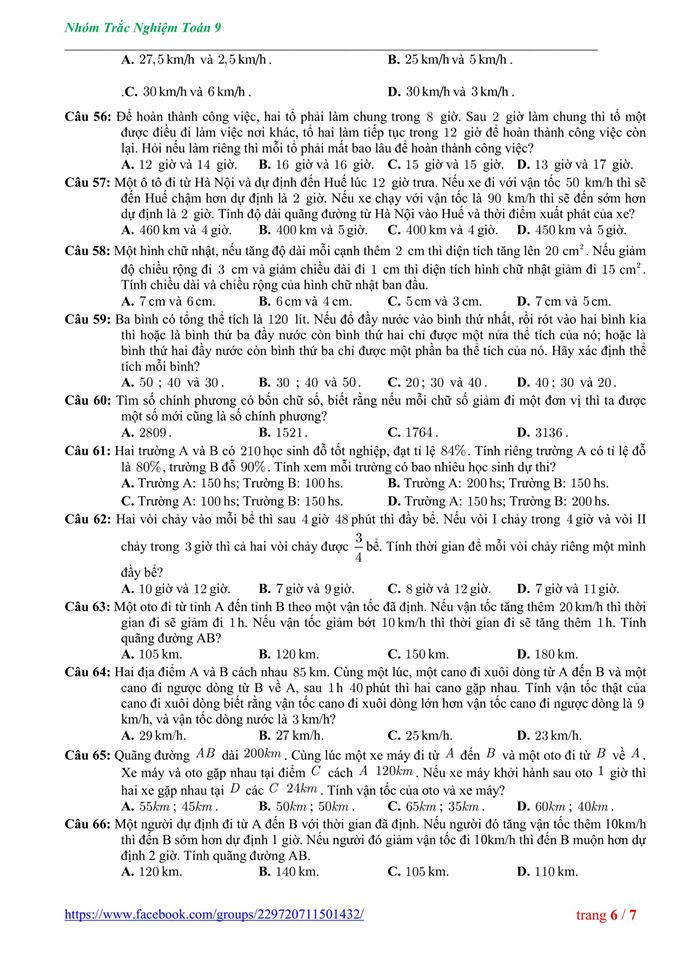 Nhóm Trắc Nghiệm Toán 9
A. 27,5 km/h và 2,5 km/h . B. 25 km/h và 5 km/h .
.C. 30 km/h và 6 km/h . D. 30 km/h và 3 km/h .
Câu 56: Để hoàn thành công việc, hai tổ phải làm chung trong 8 giờ. Sau 2 giờ làm chung thì tổ một
được điều đi làm việc nơi khác, tổ hai làm tiếp tục trong 12 giờ để hoàn thành công việc còn
lại. Hỏi nếu làm riêng thì mỗi tổ phải mất bao lâu để hoàn thành công việc?
A. 12 giờ và 14 giờ. B. 16 giờ và 16 giờ. C. 15 giờ và 15 giờ. D. 13 giờ và 17 giờ.
Câu 57: Một ô tô đi từ Hà Nội và dự định đến Huế lúc 12 giờ trưa. Nếu xe đi với vận tốc 50 km/h thì sẽ
đến Huế chậm hơn dự định là 2 giờ. Nếu xe chạy với vận tốc là 90 km/h thì sẽ đến sớm hơn
dự định là 2 giờ. Tính độ dài quãng đường từ Hà Nội vào Huế và thời điểm xuất phát của xe?
A. 460 km và 4 giờ. B. 400 km và 5 giờ. C. 400 km và 4 giờ. D. 450 km và 5 giờ.
Câu 58: Một hình chữ nhật, nếu tăng độ dài mỗi cạnh thêm 2 cm thì diện tích tăng lên 20 cm². Nếu giảm
độ chiều rộng đi 3 cm và giảm chiều dài đi 1 cm thì diện tích hình chữ nhật giảm đi 15 cm².
Tính chiều dài và chiều rộng của hình chữ nhật ban đầu.
A. 7 cm và 6 cm. B. 6 cm và 4 cm. C. 5 cm và 3 cm. D. 7 cm và 5 cm.
Câu 59: Ba bình có tổng thể tích là 120 lít. Nếu đổ đầy nước vào bình thứ nhất, rồi rót vào hai bình kia
thì hoặc là bình thứ ba đầy nước còn bình thứ hai chỉ được một nửa thể tích của nó; hoặc là
bình thứ hai đầy nước còn bình thứ ba chỉ được một phần ba thể tích của nó. Hãy xác định thể
tích mỗi bình?
A. 50 ; 40 và 30 . B. 30 ; 40 và 50 . C. 20 ; 30 và 40 . D. 40 ; 30 và 20 .
Câu 60: Tìm số chính phương có bốn chữ số, biết rằng nếu mỗi chữ số giảm đi một đơn vị thì ta được
một số mới cũng là số chính phương?
A. 2809 . B. 1521 . C. 1764 . D. 3136 .
Câu 61: Hai trường A và B có 210 học sinh đỗ tốt nghiệp, đạt tỉ lệ 84%. Tính riêng trường A có tỉ lệ đỗ
là 80%, trường B đỗ 90%. Tính xem mỗi trường có bao nhiêu học sinh dự thi?
A. Trường A: 150 hs; Trường B: 100 hs. B. Trường A: 200 hs; Trường B: 150 hs.
C. Trường A: 100 hs; Trường B: 150 hs. D. Trường A: 150 hs; Trường B: 200 hs.
Câu 62: Hai vòi chảy vào mỗi bể thì sau 4 giờ 48 phút thì đầy bể. Nếu vòi I chảy trong 4 giờ và vòi II
chảy trong 3 giờ thì cả hai vòi chảy được 3/4 bể. Tính thời gian để mỗi vòi chảy riêng một mình
đầy bể?
A. 10 giờ và 12 giờ. B. 7 giờ và 9 giờ. C. 8 giờ và 12 giờ. D. 7 giờ và 11 giờ.
Câu 63: Một oto đi từ tỉnh A đến tỉnh B theo một vận tốc đã định. Nếu vận tốc tăng thêm 20 km/h thì thời
gian đi sẽ giảm đi 1 h. Nếu vận tốc giảm bớt 10 km/h thì thời gian đi sẽ tăng thêm 1 h. Tính
quãng đường AB?
A. 105 km. B. 120 km. C. 150 km. D. 180 km.
Câu 64: Hai địa điểm A và B cách nhau 85 km. Cùng một lúc, một cano đi xuôi dòng từ A đến B và một
cano đi ngược dòng từ B về A, sau 1 h 40 phút thì hai cano gặp nhau. Tính vận tốc thật của
cano đi xuôi dòng biết rằng vận tốc cano đi xuôi dòng lớn hơn vận tốc cano đi ngược dòng là 9
km/h, và vận tốc dòng nước là 3 km/h?
A. 29 km/h. B. 27 km/h. C. 25 km/h. D. 23 km/h.
Câu 65: Quãng đường AB dài 200km . Cùng lúc một xe máy đi từ A đến B và một oto đi từ B về A .
Xe máy và oto gặp nhau tại điểm C cách A 120km . Nếu xe máy khởi hành sau oto 1 giờ thì
hai xe gặp nhau tại D các C 24km . Tính vận tốc của oto và xe máy?
A. 55km ; 45km . B. 50km ; 50km . C. 65km ; 35km . D. 60km ; 40km .
Câu 66: Một người dự định đi từ A đến B với thời gian đã định. Nếu người đó tăng vận tốc thêm 10km/h
thì đến B sớm hơn dự định 1 giờ. Nếu người đó giảm vận tốc đi 10km/h thì đến B muộn hơn dự
định 2 giờ. Tính quãng đường AB.
A. 120 km. B. 140 km. C. 105 km. D. 110 km.
https://www.facebook.com/groups/229720711501432/ trang 6 / 7